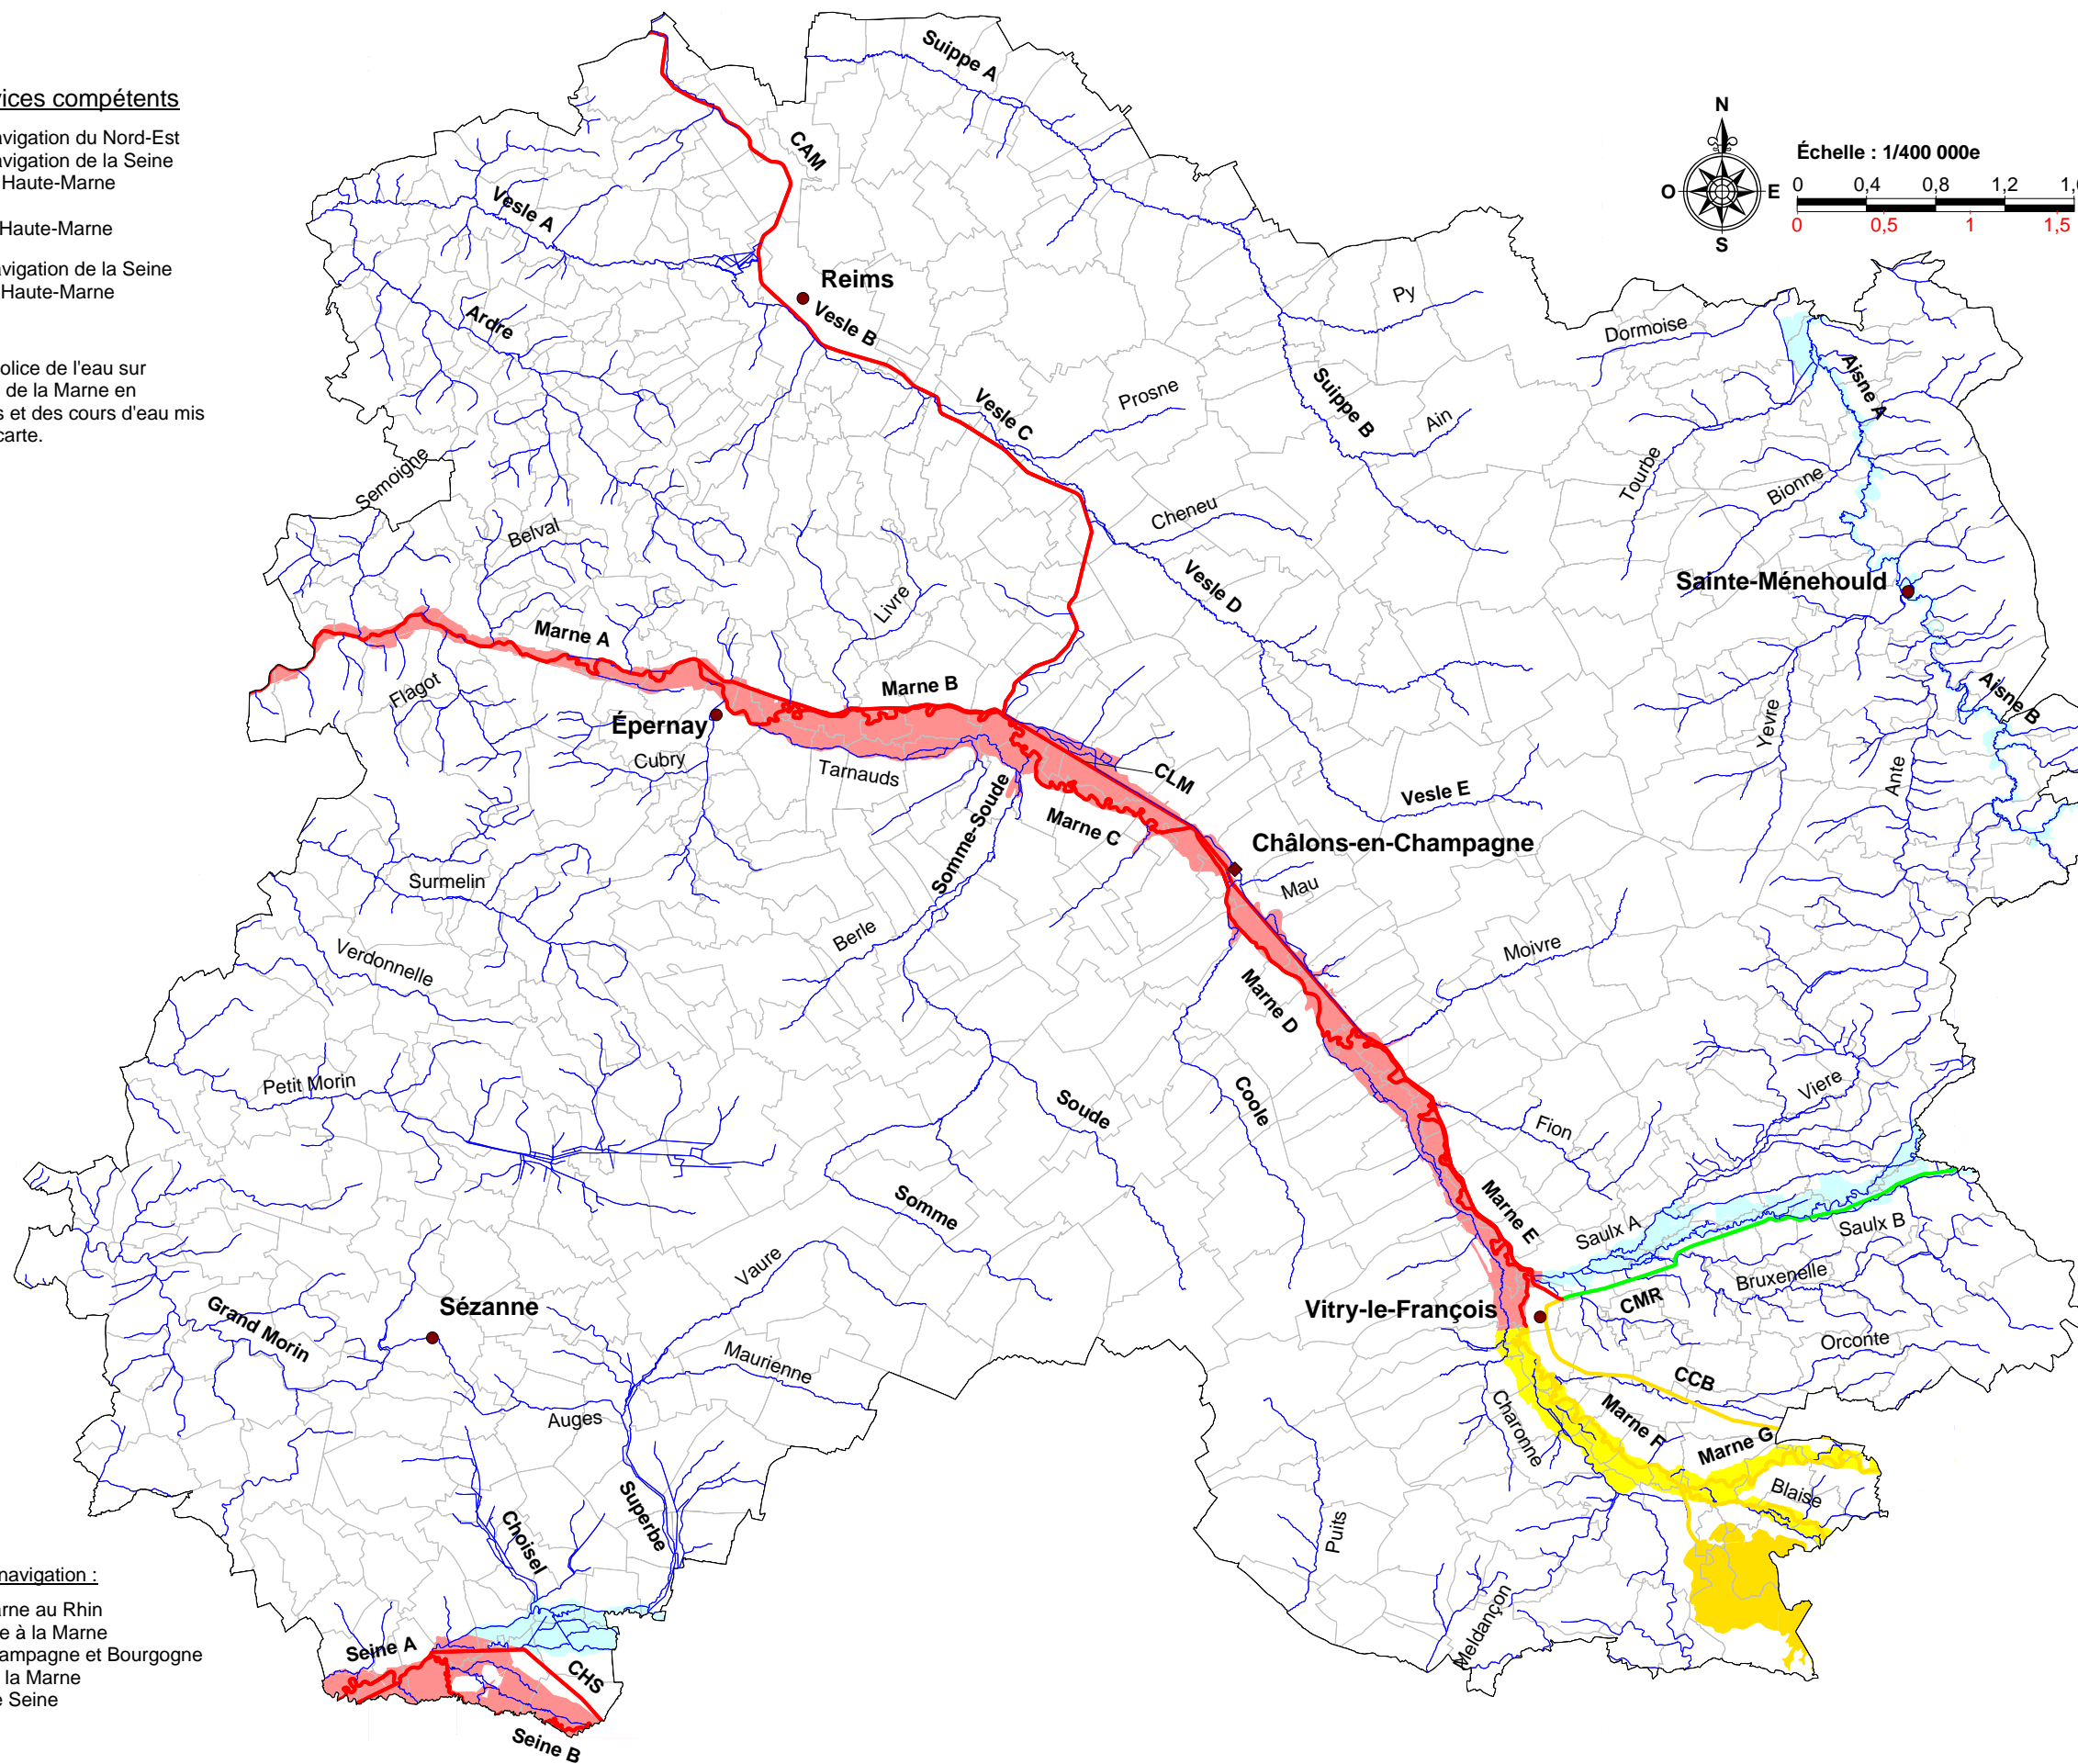 vices compétents
avigation du Nord-Est
avigation de la Seine
Haute-Marne
Haute-Marne
avigation de la Seine
Haute-Marne
olice de l'eau sur
de la Marne en
s et des cours d'eau mis
carte.
N
O
E
S
Échelle : 1/400 000e
0 0,4 0,8 1,2
0 0,5 1 1,5
Suippe A
CAM
Vesle A
Reims
Vesle B
Ardre
Py
Dormoise
Aisne A
Vesle C
Prosne
Suippe B
Ain
Tourbe
Bionne
Semoigne
Belval
Cheneu
Vesle D
Sainte-Ménehould
Livre
Marne A
Flagot
Marne B
Épernay
Cubry
Tarnauds
CLM
Aisne B
Yevre
Ante
Vesle E
Somme-Soude
Marne C
Châlons-en-Champagne
Mau
Surmelin
Berle
Verdonnelle
Moivre
Marne D
Petit Morin
Soude
Coole
Viere
Fion
Somme
Marne E
Saulx A
Saulx B
Vaure
Bruxenelle
CMR
Sézanne
Vitry-le-François
Grand Morin
Maurienne
Orconte
CCB
Auges
Charonne
Marne F
Marne G
Blaise
Choisel
Superbe
Puits
Meldançon
navigation :
arne au Rhin
e à la Marne
ampagne et Bourgogne
la Marne
e Seine
Seine A
CHS
Seine B